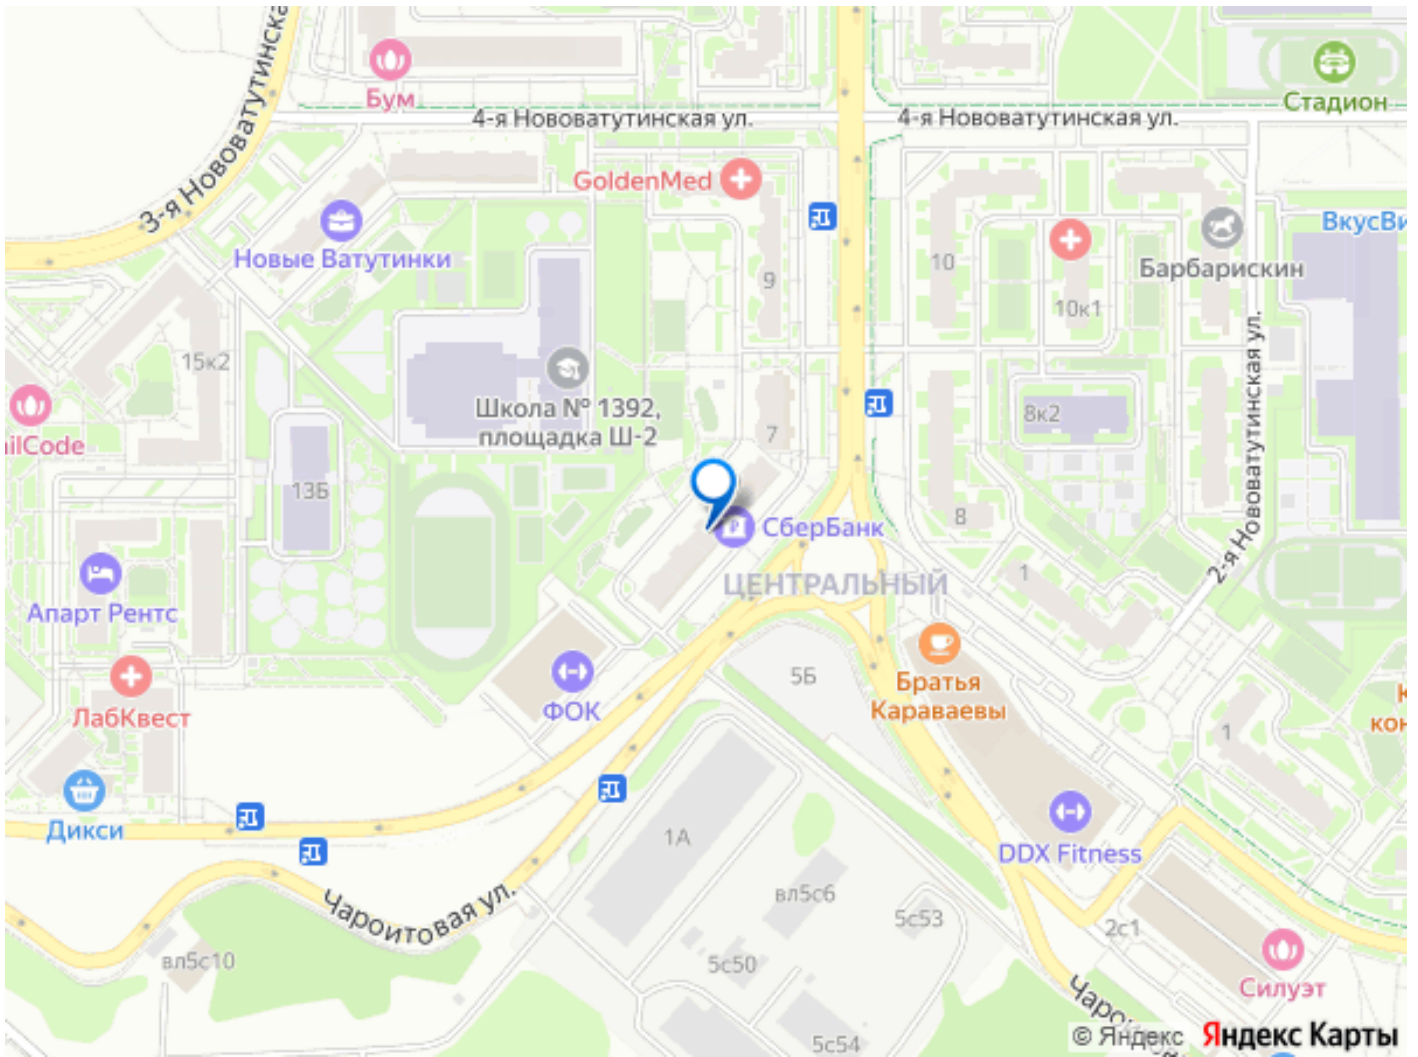 3-я Нововатутинска
Бум
4-я Нововатутинская ул.
4-я Нововатутинская ул.
Стадион
GoldenMed
Новые Ватутинки
9
10
10к1
Барбарискин
ВкусВи
15к2
Школа № 1392,
площадка Ш-2
7
8к2
2-я Нововатутинская ул.
ilCode
13Б
8
СберБанк
ЦЕНТРАЛЬНЫЙ
1
Апарт Рентс
5Б
Братья
Караваевы
ЛабКвест
ФОК
К
кон
1
Дикси
1А
DDX Fitness
Чароитовая ул.
вл5с6
5с53
2с1
вл5с10
5с50
Силуэт
Чаро
5с54
© Яндекс Яндекс Карты